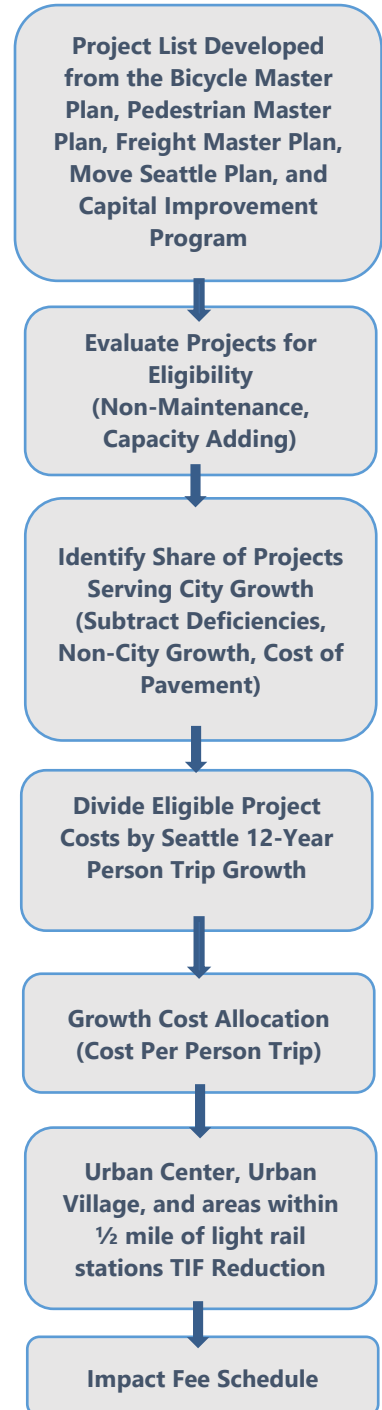 Project List Developed
from the Bicycle Master
Plan, Pedestrian Master
Plan, Freight Master Plan,
Move Seattle Plan, and
Capital Improvement
Program
Evaluate Projects for
Eligibility
(Non-Maintenance,
Capacity Adding)
Identify Share of Projects
Serving City Growth
(Subtract Deficiencies,
Non-City Growth, Cost of
Pavement)
Divide Eligible Project
Costs by Seattle 12-Year
Person Trip Growth
Growth Cost Allocation
(Cost Per Person Trip)
Urban Center, Urban
Village, and areas within
½ mile of light rail
stations TIF Reduction
Impact Fee Schedule